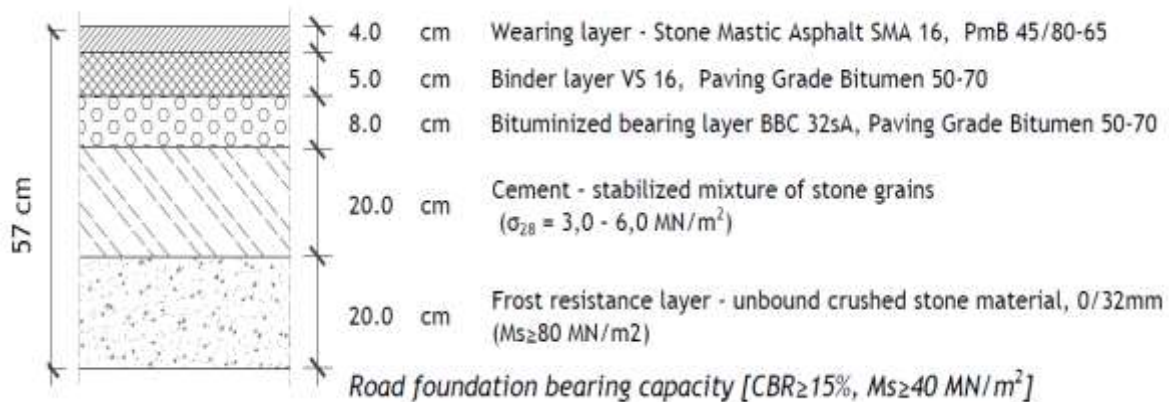 4.0 cm Wearing layer - Stone Mastic Asphalt SMA 16, PmB 45/80-65
5.0 cm Binder layer VS 16, Paving Grade Bitumen 50-70
8.0 cm Bituminized bearing layer BBC 32sA, Paving Grade Bitumen 50-70
57 cm
20.0 cm Cement - stabilized mixture of stone grains
(σ₂₈ = 3,0 - 6,0 MN/m²)
20.0 cm Frost resistance layer - unbound crushed stone material, 0/32mm
(Ms≥80 MN/m2)
Road foundation bearing capacity [CBR≥15%, Ms≥40 MN/m²]